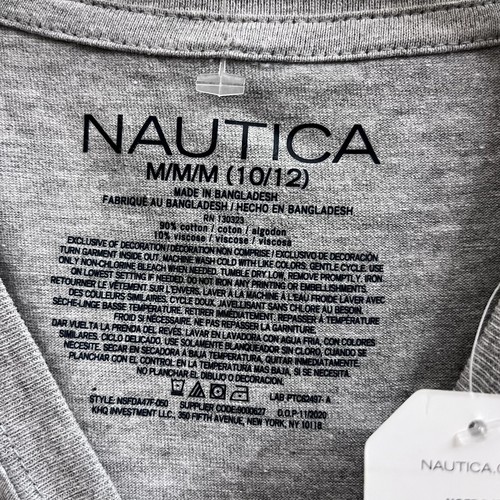 NAUTICA
M/M/M (10/12)
MADE IN BANGLADESH
FABRIQUÉ AU BANGLADESH / HECHO EN BANGLADESH
RN 130323
90% cotton / coton / algodon
10% viscose / viscose / viscosa
EXCLUSIVE OF DECORATION/DÉCORATION NON COMPRISE / EXCLUSIVO DE DECORACIÓN
TURN GARMENT INSIDE OUT. MACHINE WASH COLD WITH LIKE COLORS. GENTLE CYCLE. USE
ONLY NON-CHLORINE BLEACH WHEN NEEDED. TUMBLE DRY LOW. REMOVE PROMPTLY. IRON
ON LOWEST SETTING IF NEEDED. DO NOT IRON ANY PRINTING OR EMBELLISHMENTS
RETOURNER LE VÊTEMENT SUR L'ENVERS. LAVER À LA MACHINE À L'EAU FROIDE LAVER AVEC
DES COULEURS SIMILAIRES. CYCLE DOUX. JAVELLISANT SANS CHLORE AU BESOIN.
SÈCHE-LINGE BASSE TEMPÉRATURE. RETIRER IMMÉDIATEMENT. REPASSER À TEMPÉRATURE
FROID SI NÉCESSAIRE. NE PAS REPASSER LA GARNITURE.
DAR VUELTA LA PRENDA DEL REVÉS. LAVAR EN LAVADORA CON AGUA FRIA, CON COLORES
SIMILARES. CICLO DELICADO. USE SOLAMENTE BLANQUEADOR SIN CLORO, CUANDO SE
NECESITE. SECAR EN SECADORA A BAJA TEMPERATURA. QUITAR INMEDIATAMENTE.
PLANCHAR CON EL CONTROL EN LA TEMPERATURA MAS BAJA, SI SE NECESITA.
NO PLANCHAR EL DIBUJO O DECORACIÓN.
LAB PTC62497- A
STYLE: NSFDA47F-050 SUPPLIER CODE:9000627 D.O.P:11/2020
KHQ INVESTMENT LLC., 350 FIFTH AVENUE, NEW YORK, NY 10118
NAUTICA.